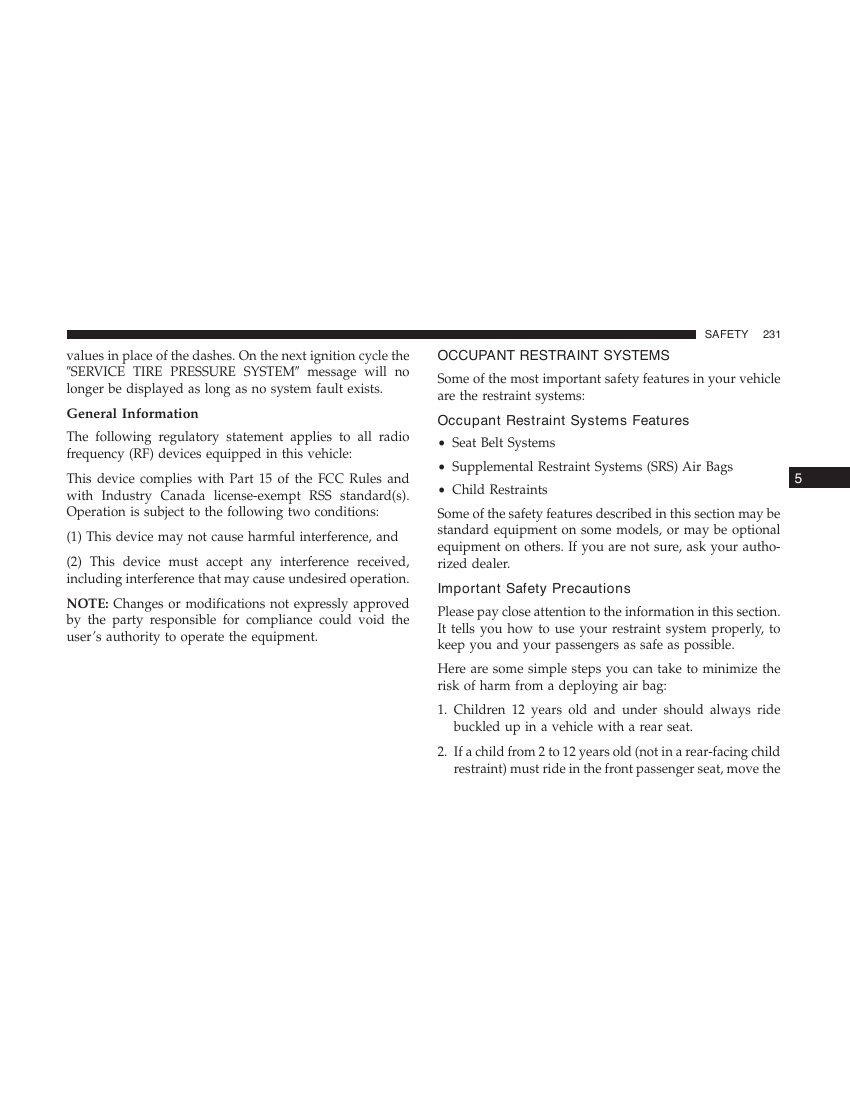 SAFETY 231
values in place of the dashes. On the next ignition cycle the
″SERVICE TIRE PRESSURE SYSTEM″ message will no
longer be displayed as long as no system fault exists.
General Information
The following regulatory statement applies to all radio
frequency (RF) devices equipped in this vehicle:
This device complies with Part 15 of the FCC Rules and
with Industry Canada license-exempt RSS standard(s).
Operation is subject to the following two conditions:
(1) This device may not cause harmful interference, and
(2) This device must accept any interference received,
including interference that may cause undesired operation.
NOTE: Changes or modifications not expressly approved
by the party responsible for compliance could void the
user’s authority to operate the equipment.
OCCUPANT RESTRAINT SYSTEMS
Some of the most important safety features in your vehicle
are the restraint systems:
Occupant Restraint Systems Features
• Seat Belt Systems
• Supplemental Restraint Systems (SRS) Air Bags
• Child Restraints
Some of the safety features described in this section may be
standard equipment on some models, or may be optional
equipment on others. If you are not sure, ask your autho-
rized dealer.
Important Safety Precautions
Please pay close attention to the information in this section.
It tells you how to use your restraint system properly, to
keep you and your passengers as safe as possible.
Here are some simple steps you can take to minimize the
risk of harm from a deploying air bag:
1. Children 12 years old and under should always ride
buckled up in a vehicle with a rear seat.
2. If a child from 2 to 12 years old (not in a rear-facing child
restraint) must ride in the front passenger seat, move the
5